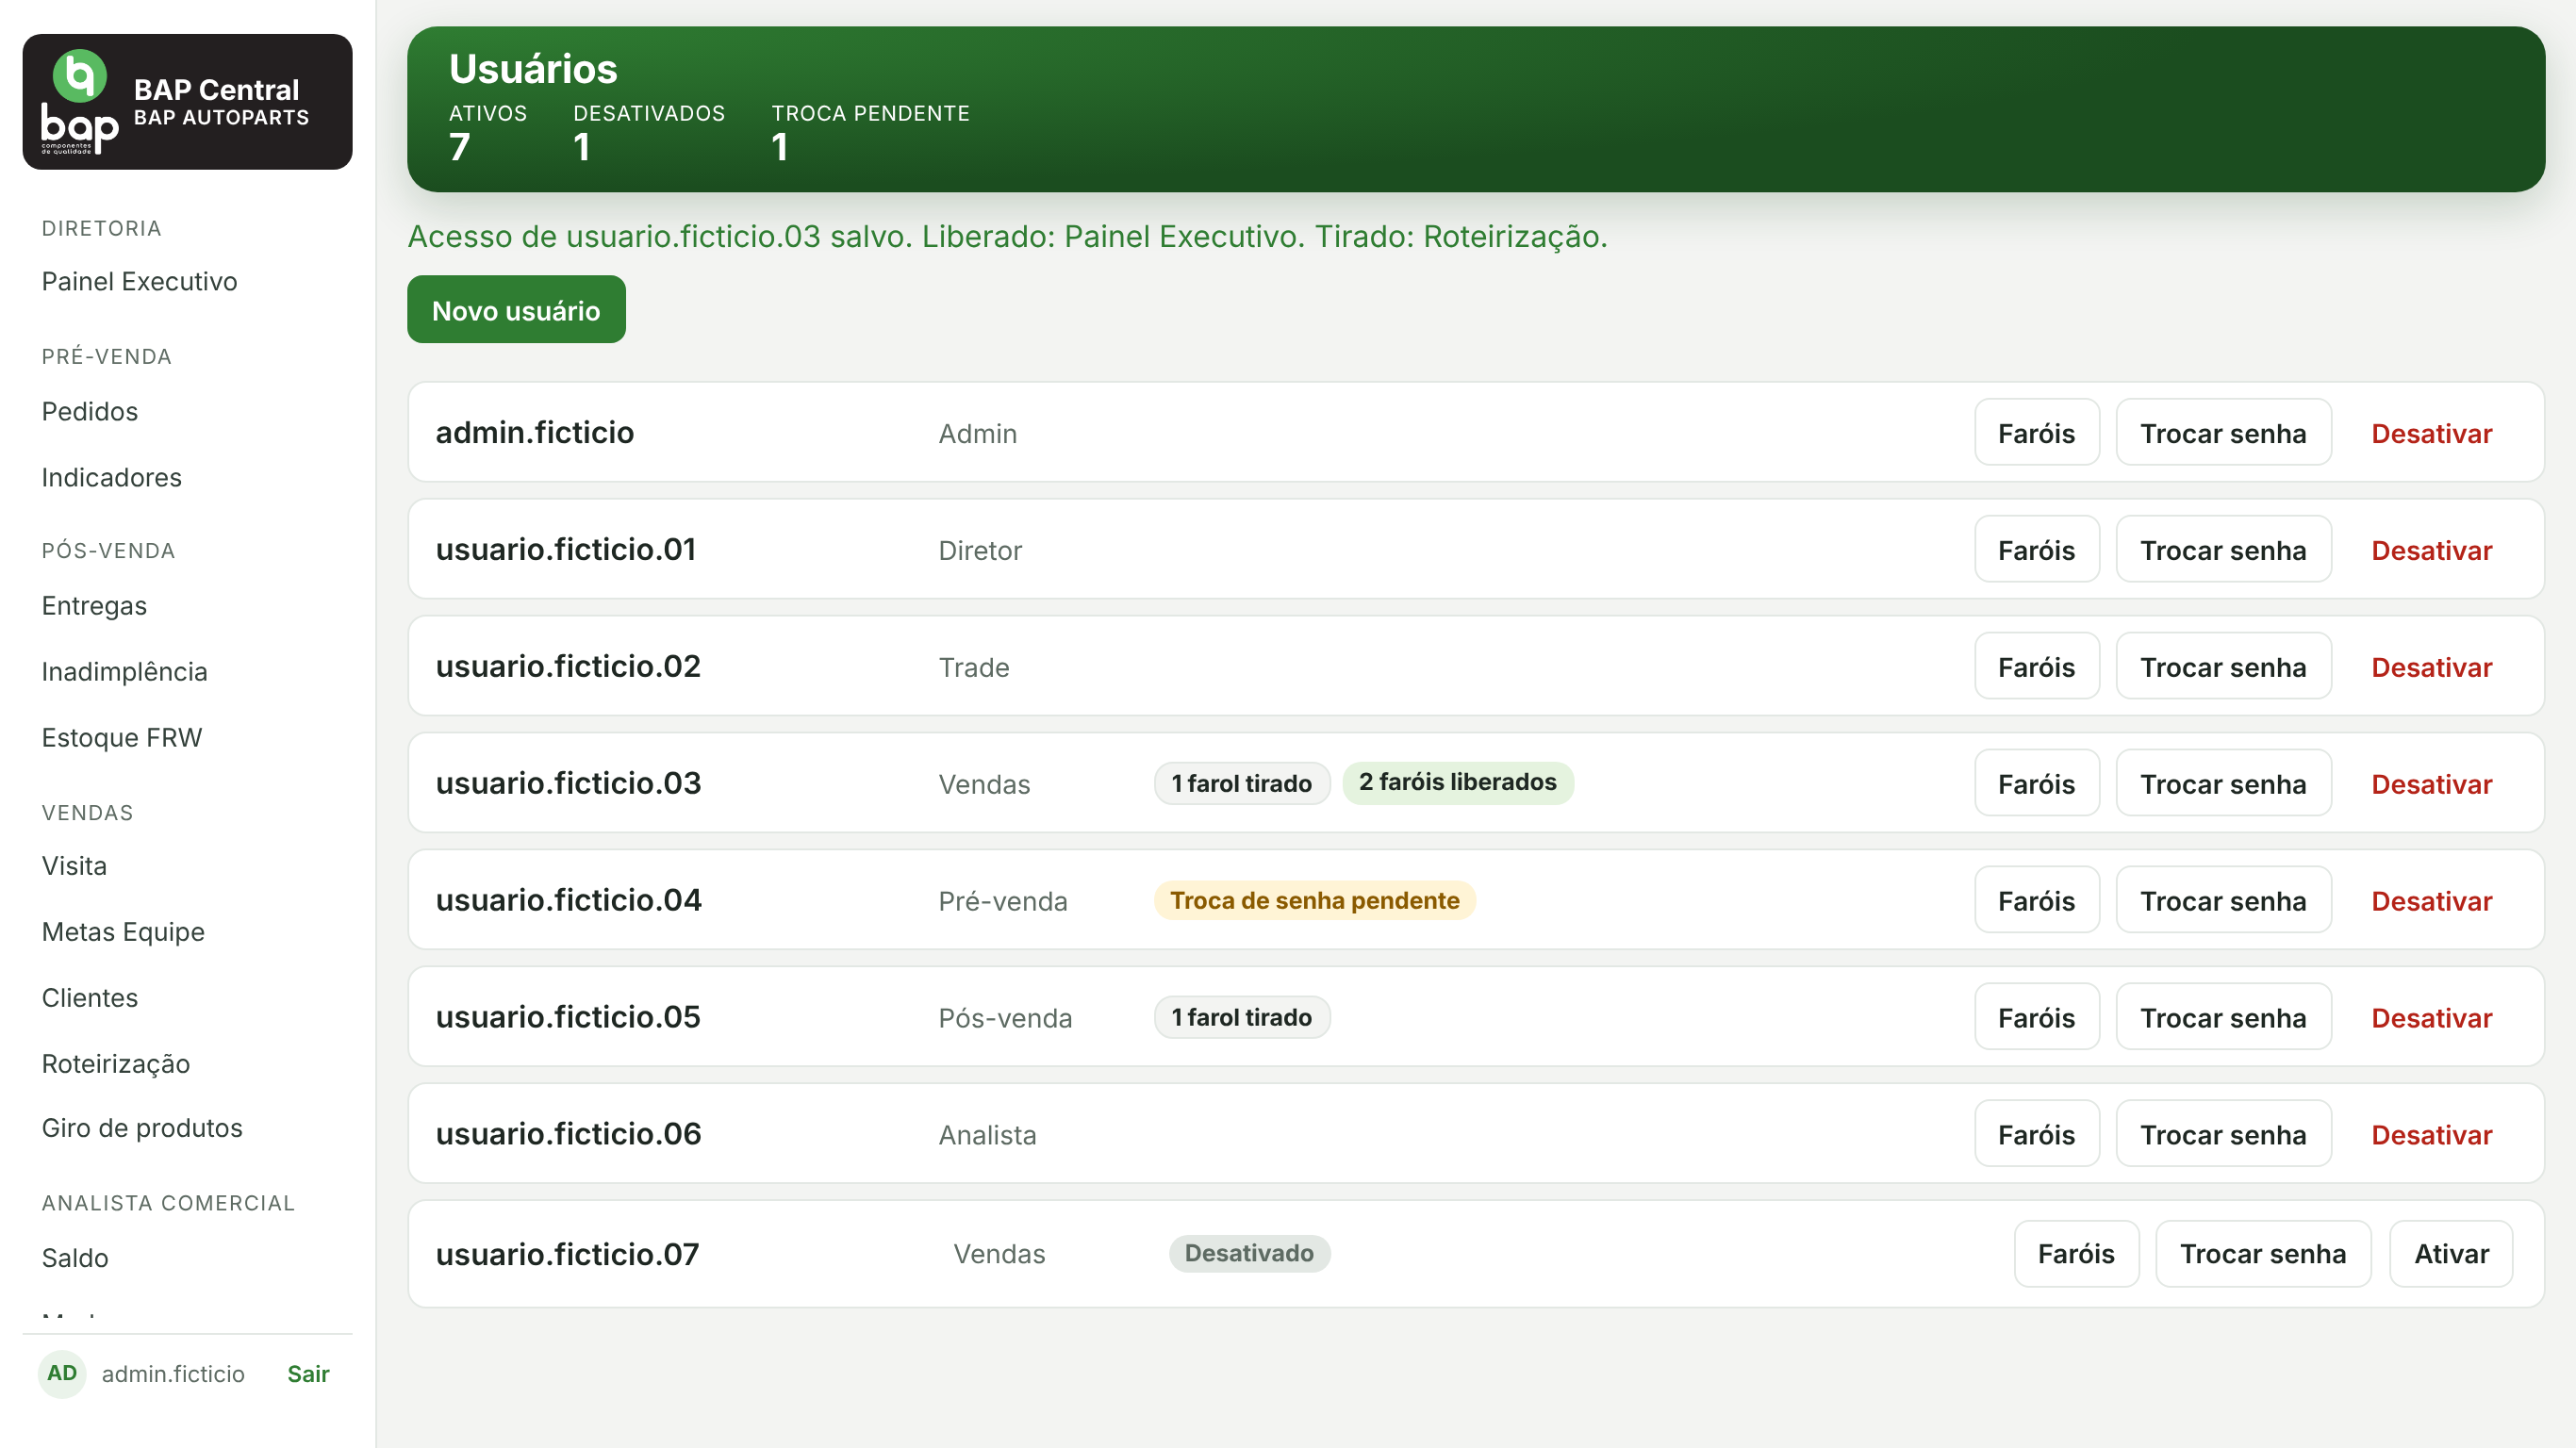 bap
componentes
de qualidade
BAP Central
BAP AUTOPARTS
DIRETORIA
Painel Executivo
PRÉ-VENDA
Pedidos
Indicadores
PÓS-VENDA
Entregas
Inadimplência
Estoque FRW
VENDAS
Visita
Metas Equipe
Clientes
Roteirização
Giro de produtos
ANALISTA COMERCIAL
Saldo
AD admin.ficticio Sair
Usuários
ATIVOS DESATIVADOS TROCA PENDENTE
7 1 1
Acesso de usuario.ficticio.03 salvo. Liberado: Painel Executivo. Tirado: Roteirização.
Novo usuário
admin.ficticio Admin Faróis Trocar senha Desativar
usuario.ficticio.01 Diretor Faróis Trocar senha Desativar
usuario.ficticio.02 Trade Faróis Trocar senha Desativar
usuario.ficticio.03 Vendas 1 farol tirado 2 faróis liberados Faróis Trocar senha Desativar
usuario.ficticio.04 Pré-venda Troca de senha pendente Faróis Trocar senha Desativar
usuario.ficticio.05 Pós-venda 1 farol tirado Faróis Trocar senha Desativar
usuario.ficticio.06 Analista Faróis Trocar senha Desativar
usuario.ficticio.07 Vendas Desativado Faróis Trocar senha Ativar